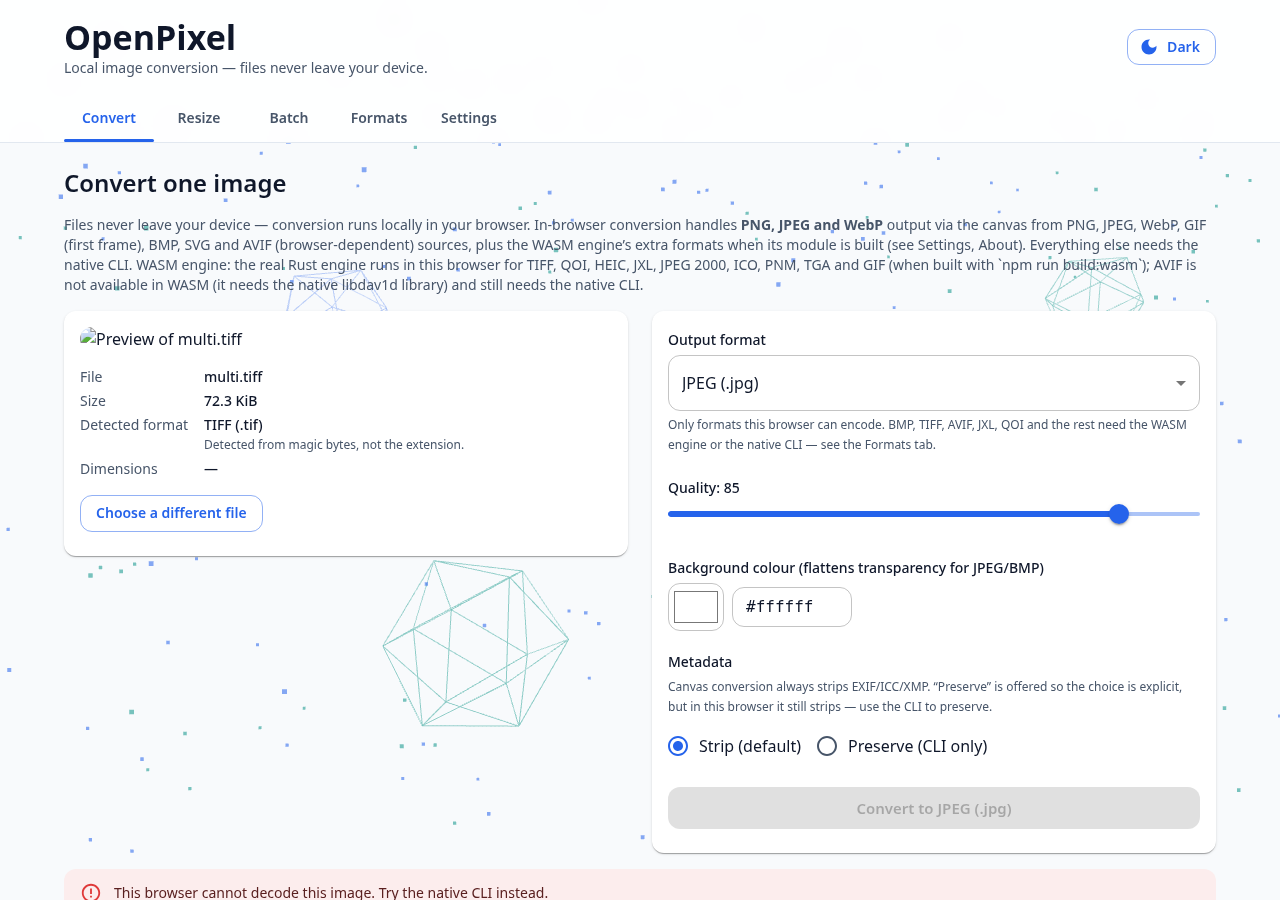 OpenPixel
Local image conversion — files never leave your device.
Dark
Convert
Resize
Batch
Formats
Settings
Convert one image
Files never leave your device — conversion runs locally in your browser. In-browser conversion handles PNG, JPEG and WebP output via the canvas from PNG, JPEG, WebP, GIF
(first frame), BMP, SVG and AVIF (browser-dependent) sources, plus the WASM engine’s extra formats when its module is built (see Settings, About). Everything else needs the
native CLI. WASM engine: the real Rust engine runs in this browser for TIFF, QOI, HEIC, JXL, JPEG 2000, ICO, PNM, TGA and GIF (when built with `npm run build:wasm`); AVIF is
not available in WASM (it needs the native libdav1d library) and still needs the native CLI.
Preview of multi.tiff
File multi.tiff
Size 72.3 KiB
Detected format TIFF (.tif)
Detected from magic bytes, not the extension.
Dimensions —
Choose a different file
Output format
JPEG (.jpg)
Only formats this browser can encode. BMP, TIFF, AVIF, JXL, QOI and the rest need the WASM
engine or the native CLI — see the Formats tab.
Quality: 85
Background colour (flattens transparency for JPEG/BMP)
#ffffff
Metadata
Canvas conversion always strips EXIF/ICC/XMP. “Preserve” is offered so the choice is explicit,
but in this browser it still strips — use the CLI to preserve.
Strip (default)
Preserve (CLI only)
Convert to JPEG (.jpg)
This browser cannot decode this image. Try the native CLI instead.